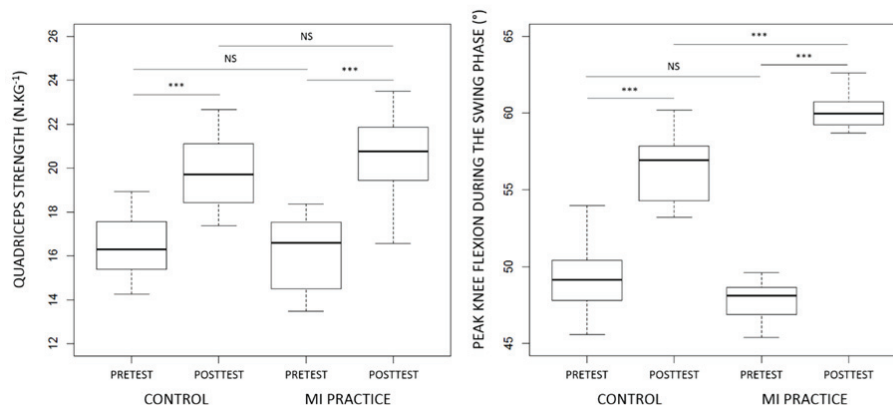 QUADRICEPS STRENGTH (N.KG-1)
26
24
22
20
18
16
14
12
NS
NS
***
***
PRETEST POSTTEST PRETEST POSTTEST
CONTROL MI PRACTICE
PEAK KNEE FLEXION DURING THE SWING PHASE (°)
65
60
55
50
45
***
NS
***
***
PRETEST POSTTEST PRETEST POSTTEST
CONTROL MI PRACTICE